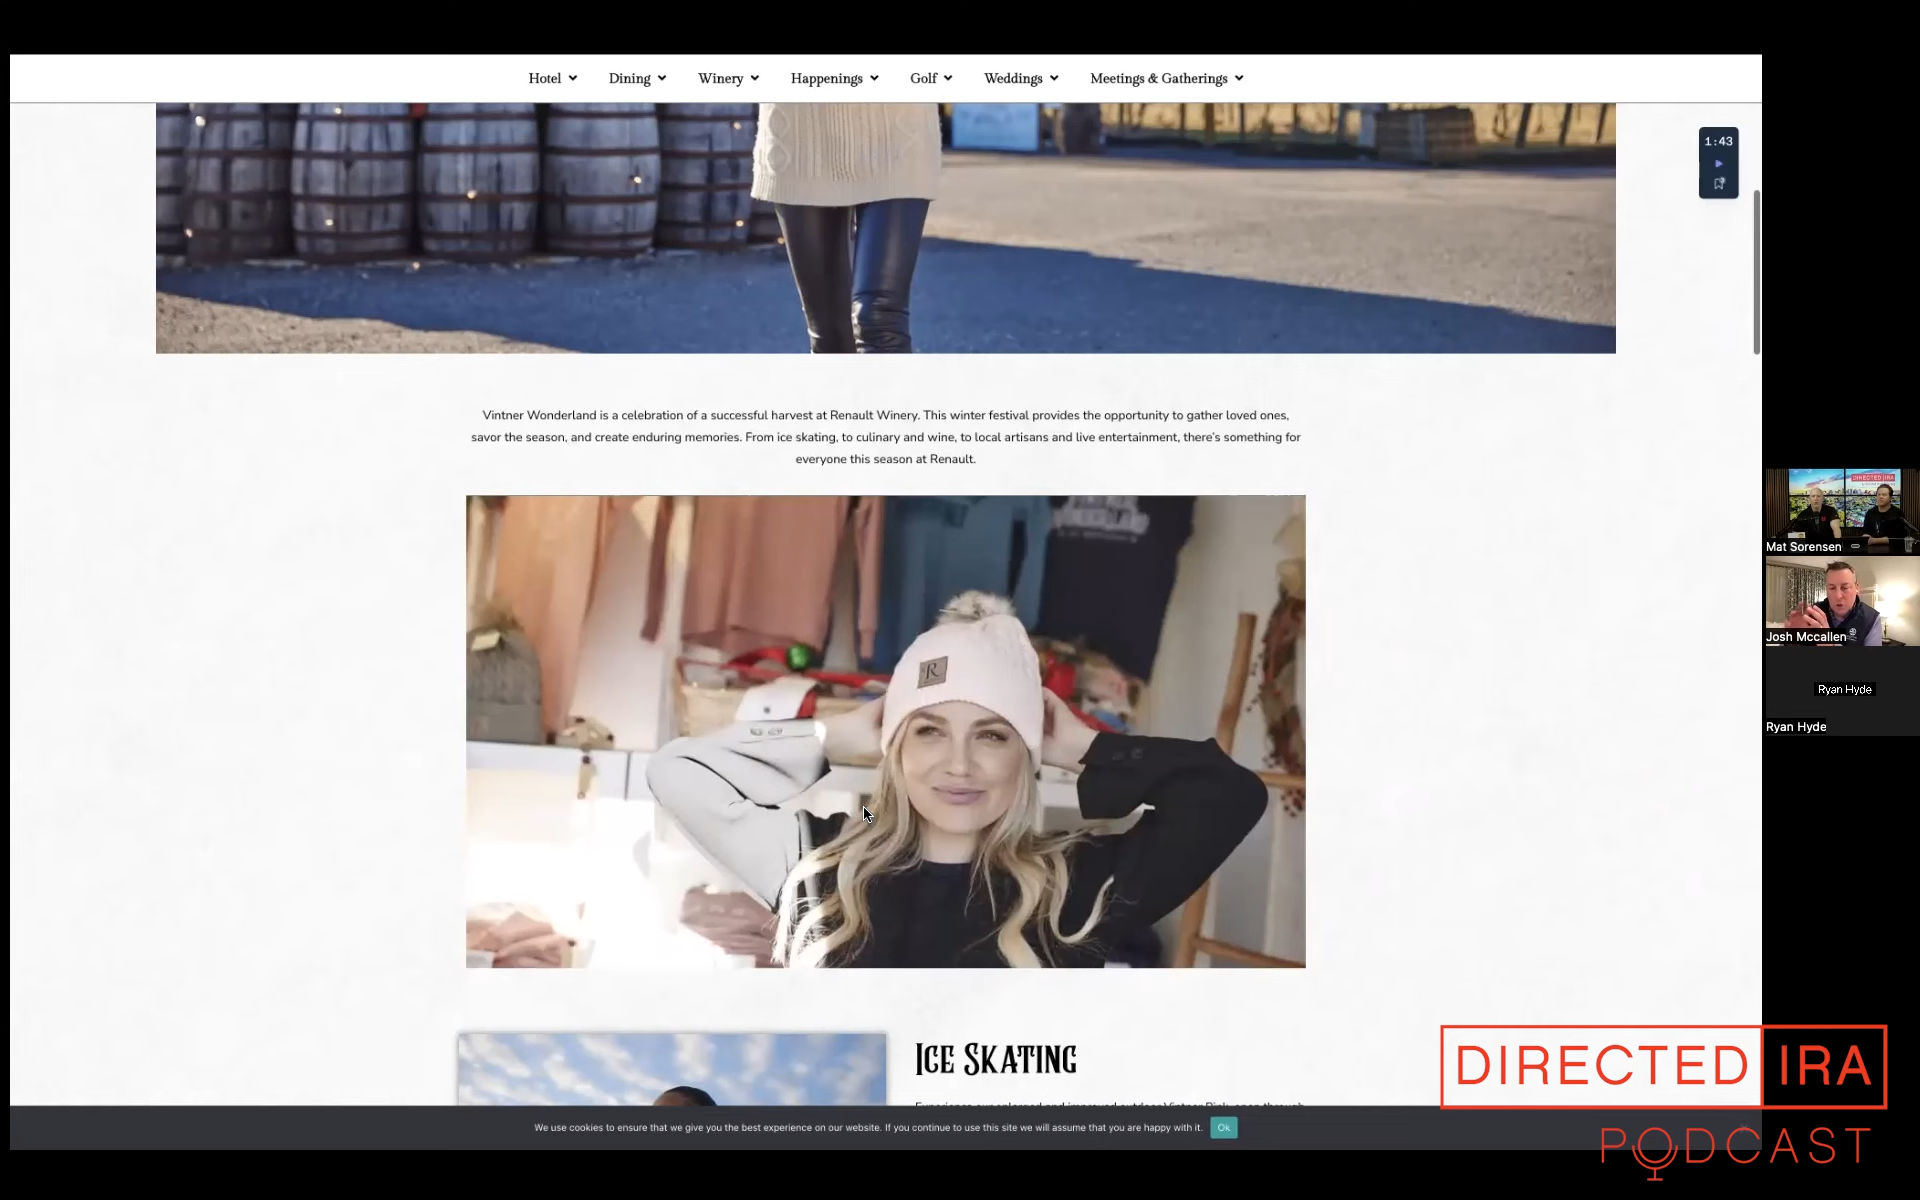 Hotel Dining Winery Happenings Golf Weddings Meetings & Gatherings
1:43
Vintner Wonderland is a celebration of a successful harvest at Renault Winery. This winter festival provides the opportunity to gather loved ones,
savor the season, and create enduring memories. From ice skating, to culinary and wine, to local artisans and live entertainment, there's something for
everyone this season at Renault.
R
DIRECTED IRA
Mat Sorensen
Josh Mccallen
Ryan Hyde
Ryan Hyde
ICE SKATING
We use cookies to ensure that we give you the best experience on our website. If you continue to use this site we will assume that you are happy with it. Ok
DIRECTED IRA
PODCAST